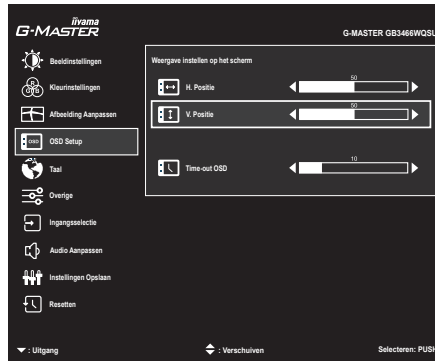 iiyama
G-MASTER
G-MASTER GB3466WQSU
Beeldinstellingen
Kleurinstellingen
Afbeelding Aanpassen
OSD Setup
Taal
Overige
Ingangsselectie
Audio Aanpassen
Instellingen Opslaan
Resetten
Weergave instellen op het scherm
H. Positie
50
V. Positie
50
Time-out OSD
10
: Uitgang
: Verschuiven
Selecteren: PUSH